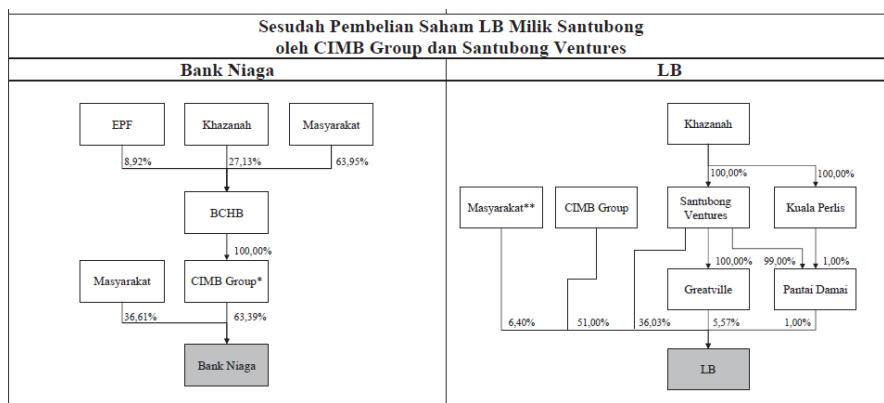 Sesudah Pembelian Saham LB Milik Santubong
oleh CIMB Group dan Santubong Ventures
Bank Niaga
LB
EPF
Khazanah
Masyarakat
8,92%
27,13%
63,95%
BCHB
100,00%
Masyarakat
CIMB Group*
36,61%
63,39%
Bank Niaga
Khazanah
100,00%
100,00%
Masyarakat**
CIMB Group
Santubong
Ventures
Kuala Perlis
100,00%
99,00%
1,00%
Greatville
Pantai Damai
6,40%
51,00%
36,03%
5,57%
1,00%
LB